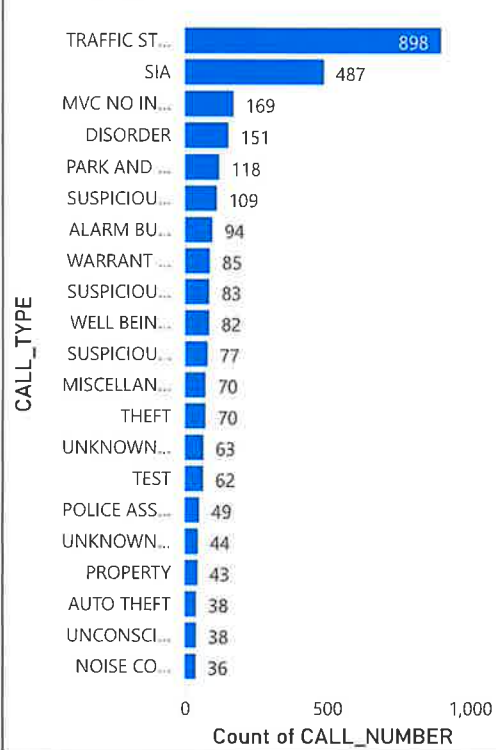 TRAFFIC ST... 898
SIA 487
MVC NO IN... 169
DISORDER 151
PARK AND ... 118
SUSPICIOU... 109
ALARM BU... 94
WARRANT ... 85
SUSPICIOU... 83
WELL BEIN... 82
SUSPICIOU... 77
MISCELLAN... 70
THEFT 70
UNKNOWN... 63
TEST 62
POLICE ASS... 49
UNKNOWN... 44
PROPERTY 43
AUTO THEFT 38
UNCONSCI... 38
NOISE CO... 36
CALL_TYPE
0 500 1,000
Count of CALL_NUMBER